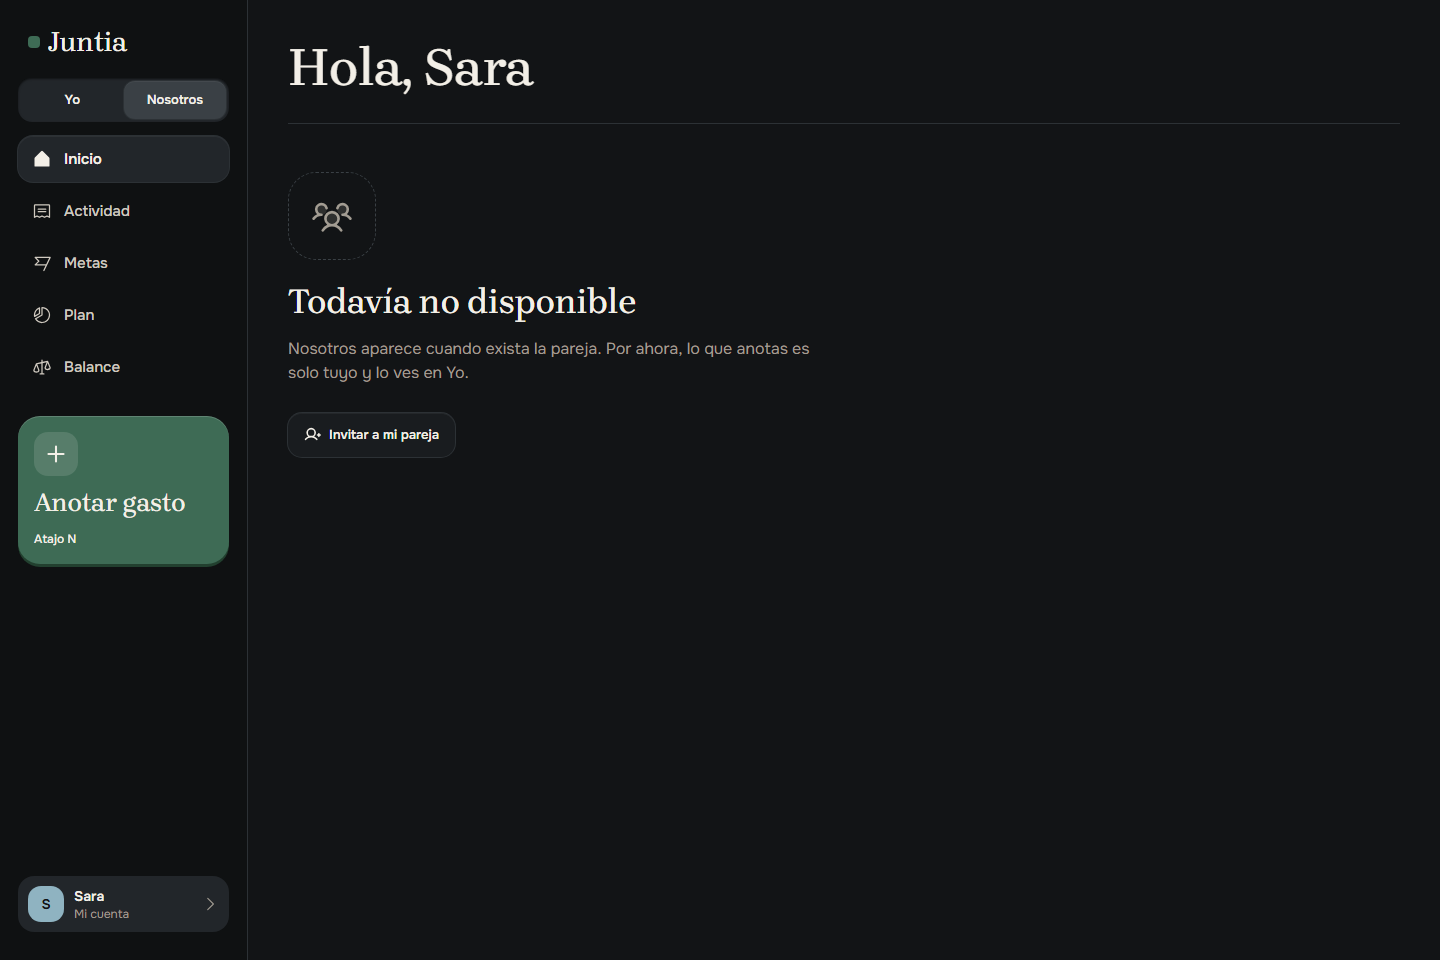 Juntia
Yo
Nosotros
Inicio
Actividad
Metas
Plan
Balance
Anotar gasto
Atajo N
S
Sara
Mi cuenta
Hola, Sara
Todavía no disponible
Nosotros aparece cuando exista la pareja. Por ahora, lo que anotas es
solo tuyo y lo ves en Yo.
Invitar a mi pareja